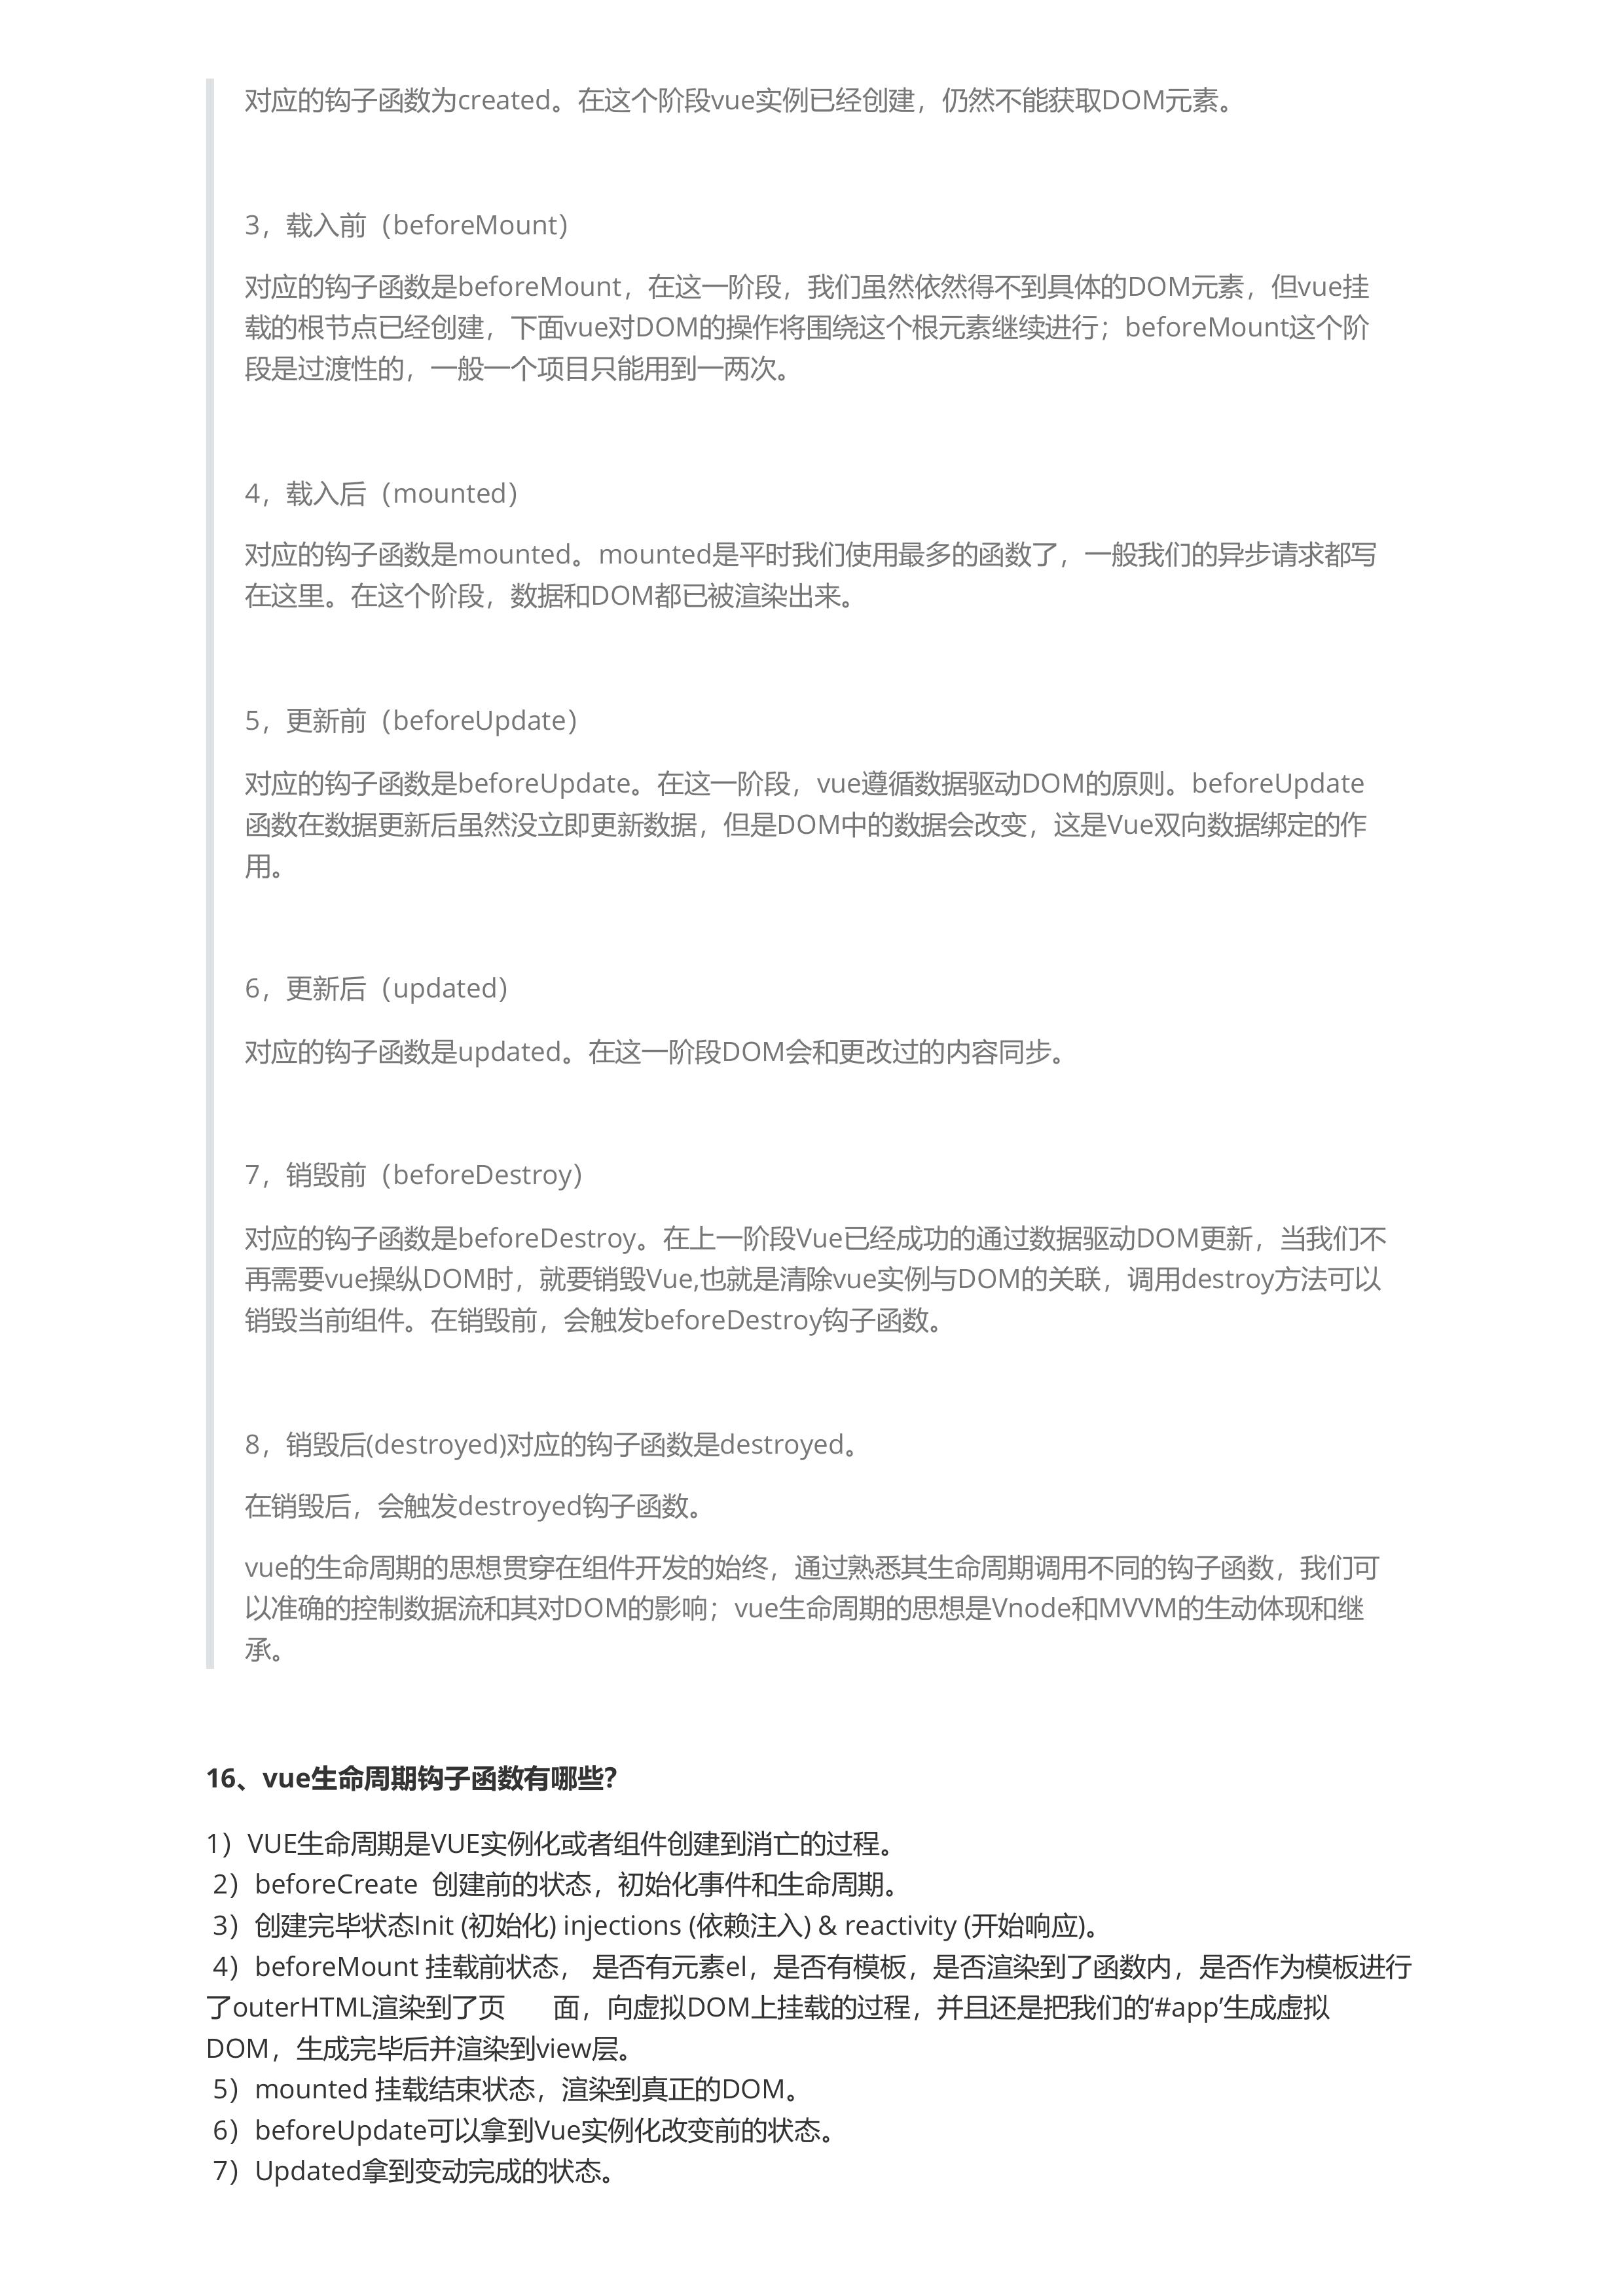 对应的钩子函数为created。在这个阶段vue实例已经创建，仍然不能获取DOM元素。
3，载入前（beforeMount）
对应的钩子函数是beforeMount，在这一阶段，我们虽然依然得不到具体的DOM元素，但vue挂
载的根节点已经创建，下面vue对DOM的操作将围绕这个根元素继续进行；beforeMount这个阶
段是过渡性的，一般一个项目只能用到一两次。
4，载入后（mounted）
对应的钩子函数是mounted。mounted是平时我们使用最多的函数了，一般我们的异步请求都写
在这里。在这个阶段，数据和DOM都已被渲染出来。
5，更新前（beforeUpdate）
对应的钩子函数是beforeUpdate。在这一阶段，vue遵循数据驱动DOM的原则。beforeUpdate
函数在数据更新后虽然没立即更新数据，但是DOM中的数据会改变，这是Vue双向数据绑定的作
用。
6，更新后（updated）
对应的钩子函数是updated。在这一阶段DOM会和更改过的内容同步。
7，销毁前（beforeDestroy）
对应的钩子函数是beforeDestroy。在上一阶段Vue已经成功的通过数据驱动DOM更新，当我们不
再需要vue操纵DOM时，就要销毁Vue,也就是清除vue实例与DOM的关联，调用destroy方法可以
销毁当前组件。在销毁前，会触发beforeDestroy钩子函数。
8，销毁后(destroyed)对应的钩子函数是destroyed。
在销毁后，会触发destroyed钩子函数。
vue的生命周期的思想贯穿在组件开发的始终，通过熟悉其生命周期调用不同的钩子函数，我们可
以准确的控制数据流和其对DOM的影响；vue生命周期的思想是Vnode和MVVM的生动体现和继
承。
16、vue生命周期钩子函数有哪些？
1）VUE生命周期是VUE实例化或者组件创建到消亡的过程。
2）beforeCreate 创建前的状态，初始化事件和生命周期。
3）创建完毕状态Init (初始化) injections (依赖注入) & reactivity (开始响应)。
4）beforeMount 挂载前状态， 是否有元素el，是否有模板，是否渲染到了函数内，是否作为模板进行
了outerHTML渲染到了页 面，向虚拟DOM上挂载的过程，并且还是把我们的‘#app’生成虚拟
DOM，生成完毕后并渲染到view层。
5）mounted 挂载结束状态，渲染到真正的DOM。
6）beforeUpdate可以拿到Vue实例化改变前的状态。
7）Updated拿到变动完成的状态。